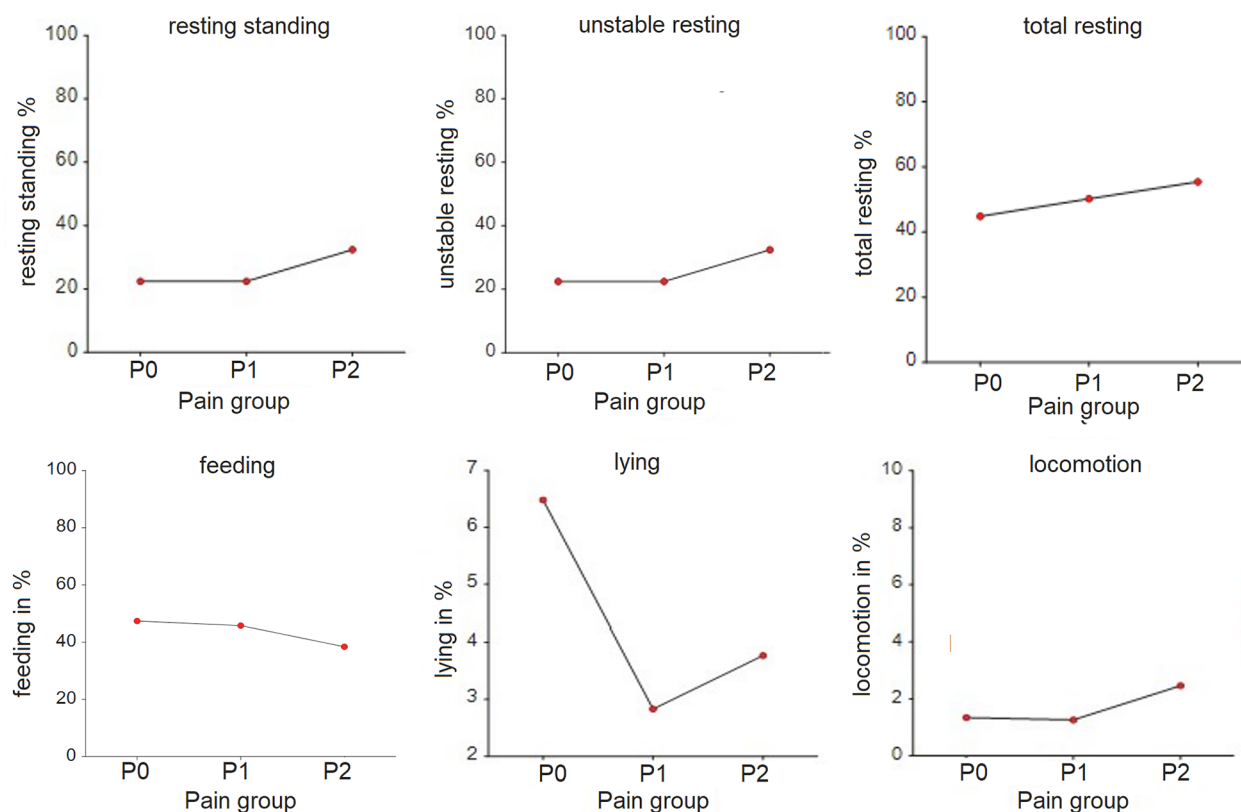 resting standing
resting standing %
100
80
60
40
20
0
P0 P1 P2
Pain group
unstable resting
unstable resting %
100
80
60
40
20
0
P0 P1 P2
Pain group
total resting
total resting %
100
80
60
40
20
0
P0 P1 P2
Pain group
feeding
feeding in %
100
80
60
40
20
0
P0 P1 P2
Pain group
lying
lying in %
7
6
5
4
3
2
P0 P1 P2
Pain group
locomotion
locomotion in %
10
8
6
4
2
0
P0 P1 P2
Pain group